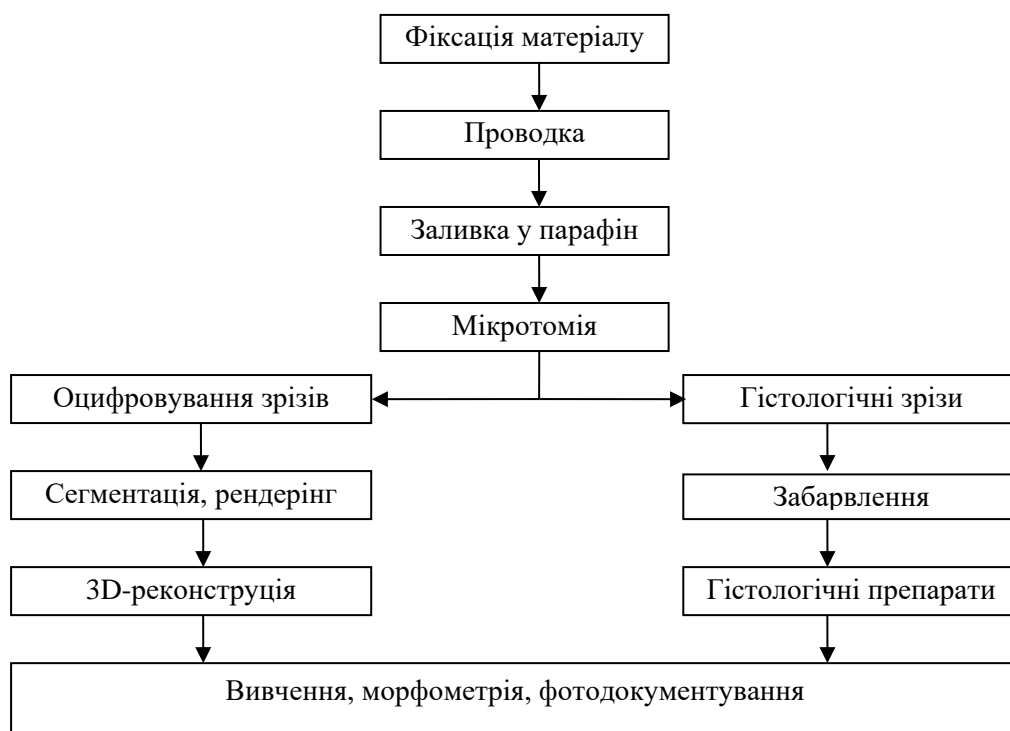 Фіксація матеріалу
Проводка
Заливка у парафін
Мікротомія
Оцифровування зрізів
Гістологічні зрізи
Сегментація, рендерінг
Забарвлення
3D-реконструція
Гістологічні препарати
Вивчення, морфометрія, фотодокументування